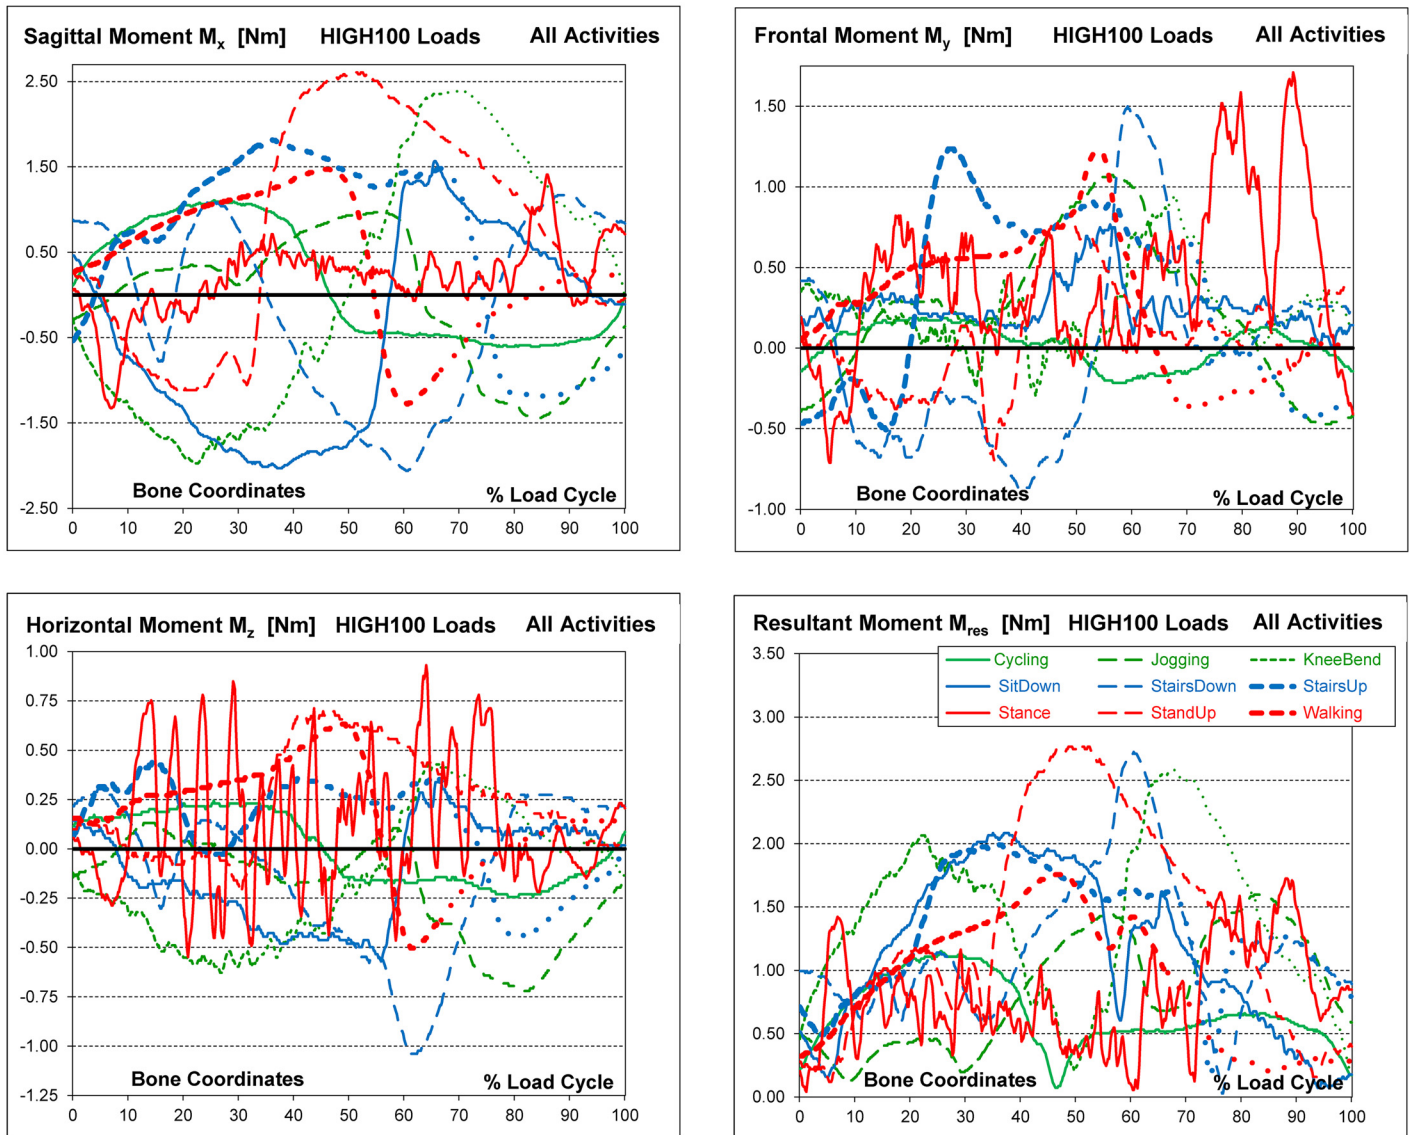 Sagittal Moment Mx [Nm] HIGH100 Loads All Activities
2.50
1.50
0.50
-0.50
-1.50
-2.50
Bone Coordinates % Load Cycle
0 10 20 30 40 50 60 70 80 90 100
Frontal Moment My [Nm] HIGH100 Loads All Activities
1.50
1.00
0.50
0.00
-0.50
-1.00
Bone Coordinates % Load Cycle
0 10 20 30 40 50 60 70 80 90 100
Horizontal Moment Mz [Nm] HIGH100 Loads All Activities
1.00
0.75
0.50
0.25
0.00
-0.25
-0.50
-0.75
-1.00
-1.25
Bone Coordinates % Load Cycle
0 10 20 30 40 50 60 70 80 90 100
Resultant Moment Mres [Nm] HIGH100 Loads All Activities
3.50
Cycling Jogging KneeBend
SitDown StairsDown StairsUp
Stance StandUp Walking
3.00
2.50
2.00
1.50
1.00
0.50
0.00
Bone Coordinates % Load Cycle
0 10 20 30 40 50 60 70 80 90 100